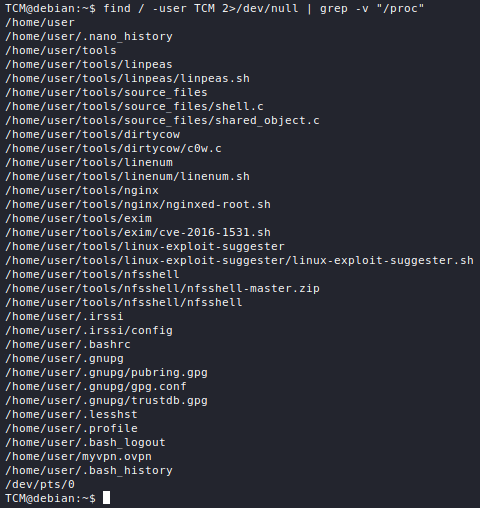 TCM@debian:~$ find / -user TCM 2>/dev/null | grep -v "/proc"
/home/user
/home/user/.nano_history
/home/user/tools
/home/user/tools/linpeas
/home/user/tools/linpeas/linpeas.sh
/home/user/tools/source_files
/home/user/tools/source_files/shell.c
/home/user/tools/source_files/shared_object.c
/home/user/tools/dirtycow
/home/user/tools/dirtycow/c0w.c
/home/user/tools/linenum
/home/user/tools/linenum/linenum.sh
/home/user/tools/nginx
/home/user/tools/nginx/nginxed-root.sh
/home/user/tools/exim
/home/user/tools/exim/cve-2016-1531.sh
/home/user/tools/linux-exploit-suggester
/home/user/tools/linux-exploit-suggester/linux-exploit-suggester.sh
/home/user/tools/nfsshell
/home/user/tools/nfsshell/nfsshell-master.zip
/home/user/tools/nfsshell/nfsshell
/home/user/.irssi
/home/user/.irssi/config
/home/user/.bashrc
/home/user/.gnupg
/home/user/.gnupg/pubring.gpg
/home/user/.gnupg/gpg.conf
/home/user/.gnupg/trustdb.gpg
/home/user/.lesshst
/home/user/.profile
/home/user/.bash_logout
/home/user/myvpn.ovpn
/home/user/.bash_history
/dev/pts/0
TCM@debian:~$